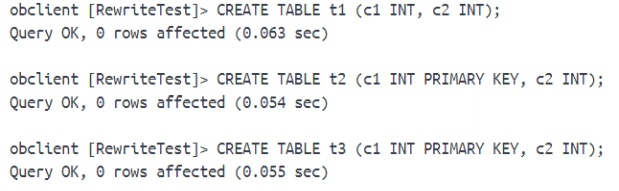 obclient [RewriteTest]> CREATE TABLE t1 (c1 INT, c2 INT);
Query OK, 0 rows affected (0.063 sec)
obclient [RewriteTest]> CREATE TABLE t2 (c1 INT PRIMARY KEY, c2 INT);
Query OK, 0 rows affected (0.054 sec)
obclient [RewriteTest]> CREATE TABLE t3 (c1 INT PRIMARY KEY, c2 INT);
Query OK, 0 rows affected (0.055 sec)